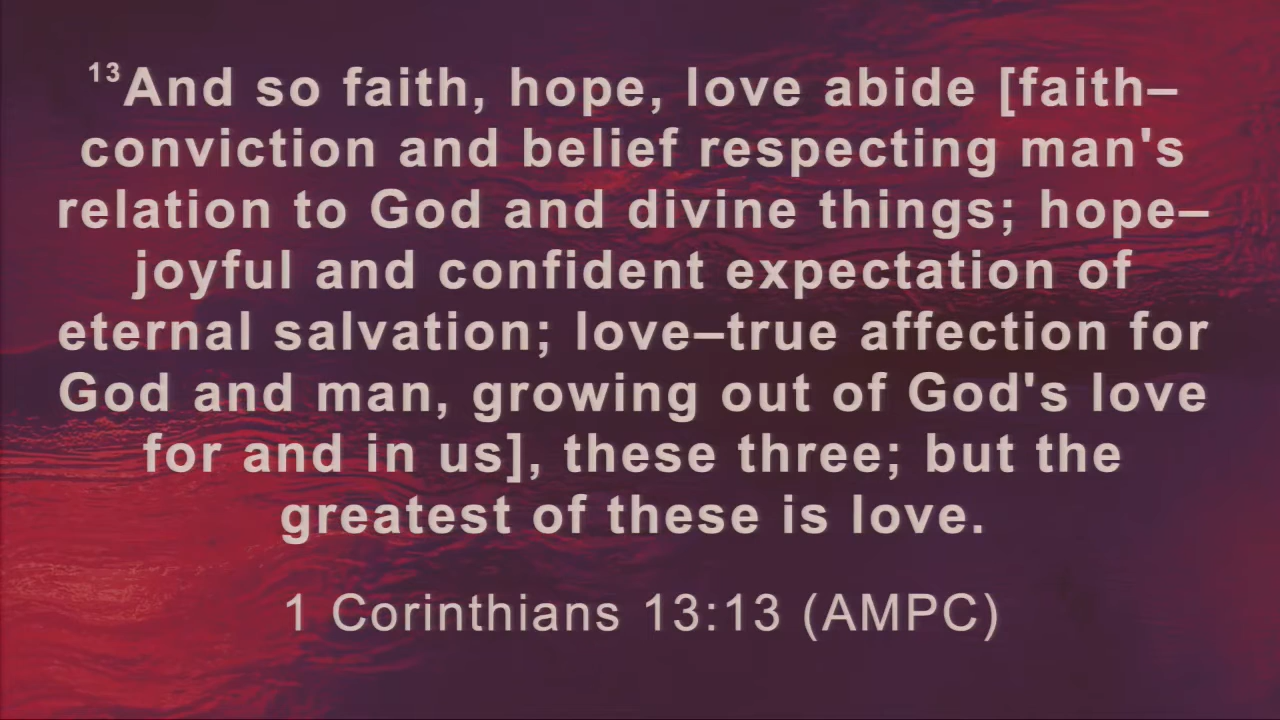 13And so faith, hope, love abide [faith–
conviction and belief respecting man's
relation to God and divine things; hope–
joyful and confident expectation of
eternal salvation; love–true affection for
God and man, growing out of God's love
for and in us], these three; but the
greatest of these is love.
1 Corinthians 13:13 (AMPC)